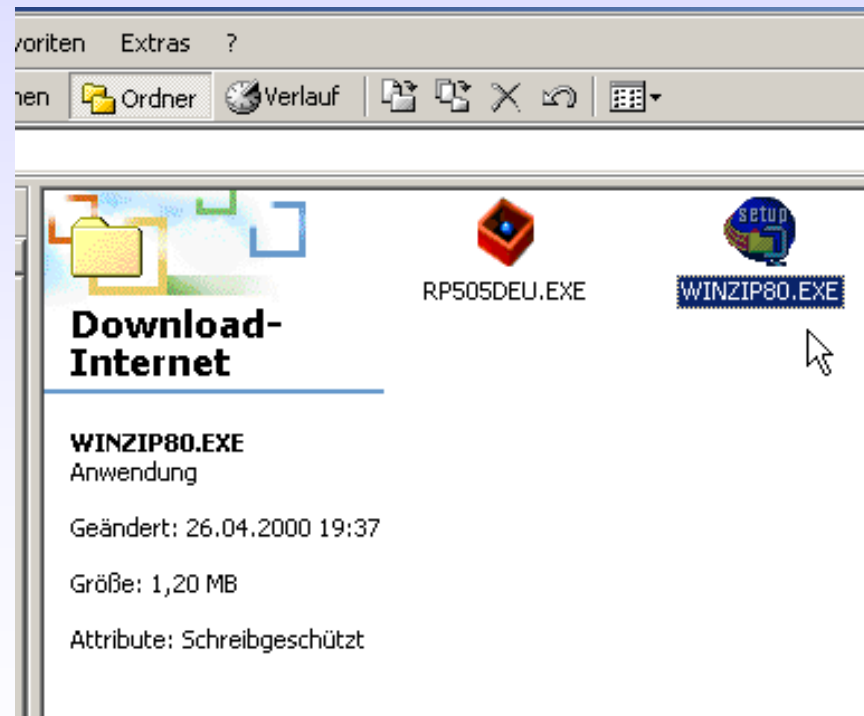 voriten Extras ?
nen Ordner Verlauf
RP505DEU.EXE
setup
WINZIP80.EXE
Download-
Internet
WINZIP80.EXE
Anwendung
Geändert: 26.04.2000 19:37
Größe: 1,20 MB
Attribute: Schreibgeschützt